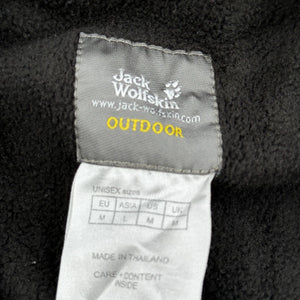 Jack
Wolfskin
www.jack-wolfskin.com
OUTDOOR
UNISEX sizes
EU ASIA US UK
M L M M
MADE IN THAILAND
CARE + CONTENT
INSIDE